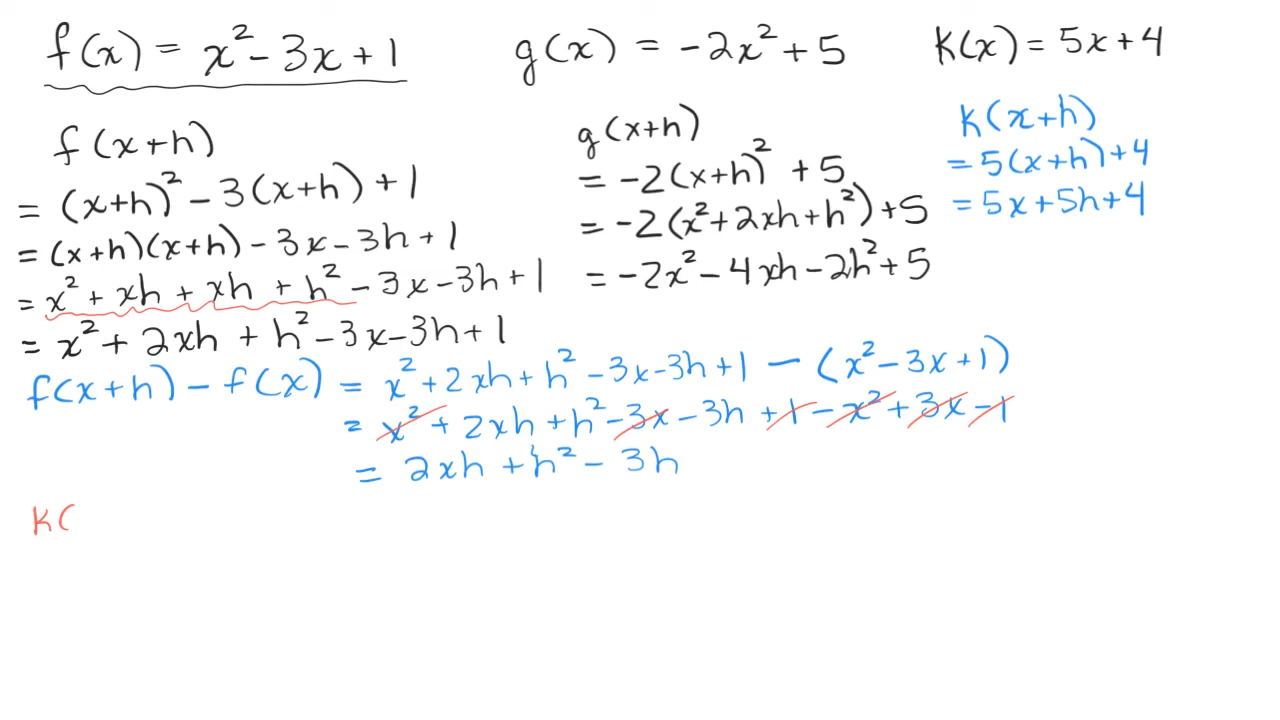 f(x) = x² - 3x + 1
g(x) = -2x² + 5
k(x) = 5x + 4
f(x+h)
= (x+h)² - 3(x+h) + 1
= (x+h)(x+h) - 3x - 3h + 1
= x² + xh + xh + h² - 3x - 3h + 1
= x² + 2xh + h² - 3x - 3h + 1
g(x+h)
= -2(x+h)² + 5
= -2(x² + 2xh + h²) + 5
= -2x² - 4xh - 2h² + 5
k(x+h)
= 5(x+h) + 4
= 5x + 5h + 4
f(x+h) - f(x) = x² + 2xh + h² - 3x - 3h + 1 - (x² - 3x + 1)
= x² + 2xh + h² - 3x - 3h + 1 - x² + 3x - 1
= 2xh + h² - 3h
k(